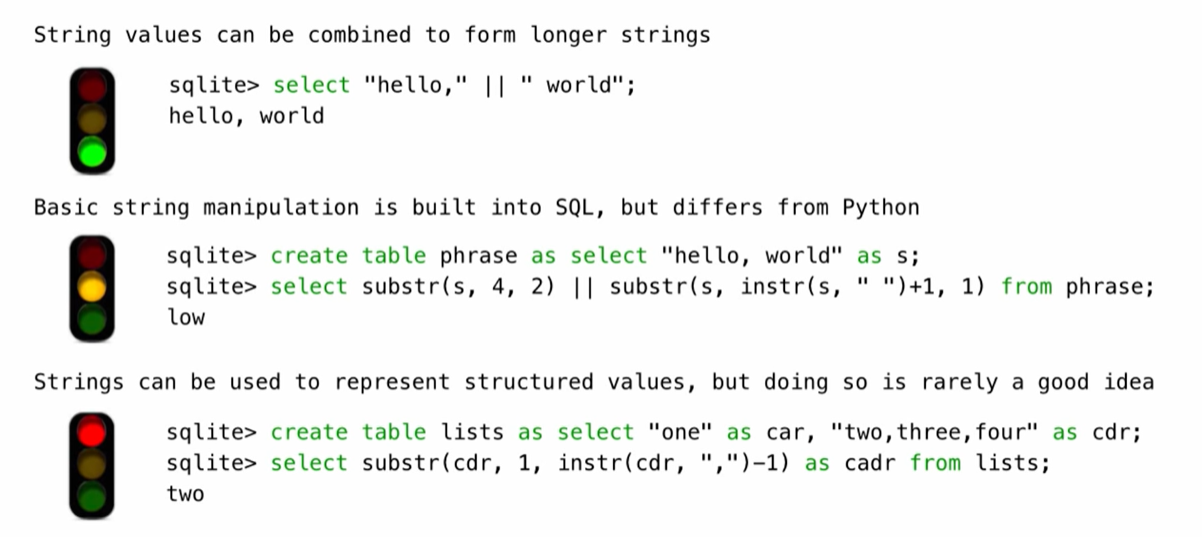 String values can be combined to form longer strings
sqlite> select "hello," || " world";
hello, world
Basic string manipulation is built into SQL, but differs from Python
sqlite> create table phrase as select "hello, world" as s;
sqlite> select substr(s, 4, 2) || substr(s, instr(s, " ")+1, 1) from phrase;
low
Strings can be used to represent structured values, but doing so is rarely a good idea
sqlite> create table lists as select "one" as car, "two,three,four" as cdr;
sqlite> select substr(cdr, 1, instr(cdr, ",")-1) as cadr from lists;
two